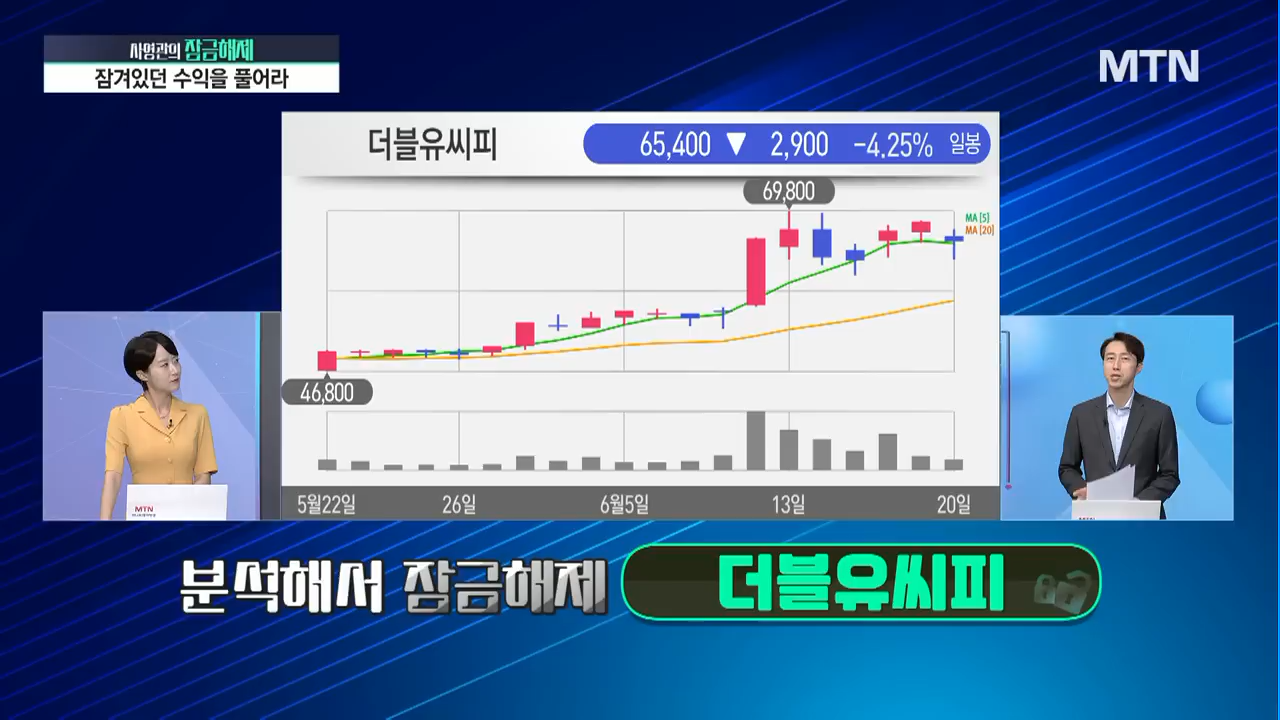 사영관의 잠금해제
잠겨있던 수익을 풀어라
MTN
더블유씨피
65,400 ▼ 2,900 -4.25% 일봉
69,800
MA [5]
MA [20]
46,800
5월22일 26일 6월5일 13일 20일
MTN
분석해서 잠금해제 더블유씨피